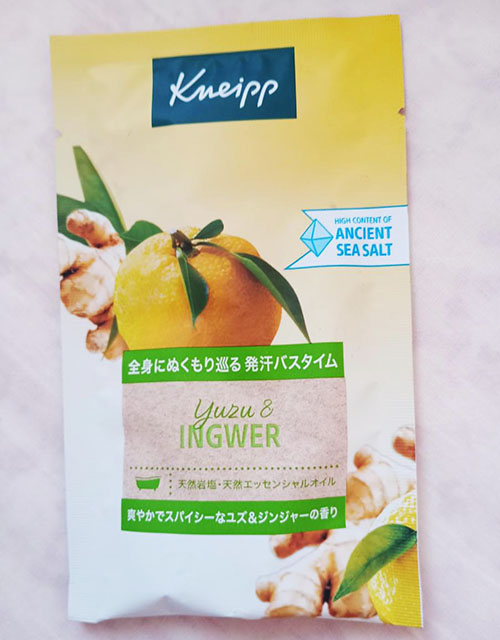 Kneipp
HIGH CONTENT OF
ANCIENT
SEA SALT
全身にぬくもり巡る 発汗バスタイム
Yuzu &
INGWER
天然岩塩・天然エッセンシャルオイル
爽やかでスパイシーなユズ&ジンジャーの香り